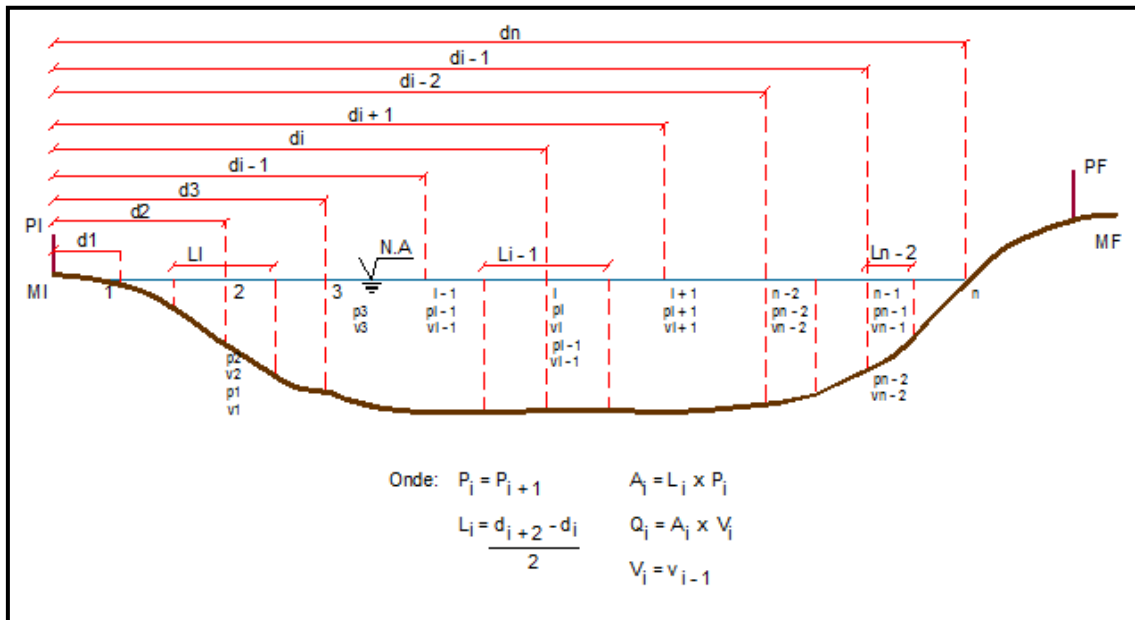 dn
di - 1
di - 2
di + 1
di
di - 1
d3
d2
d1
PI
MI
LI
N.A
Li - 1
Ln - 2
PF
MF
1
2
3
p3
v3
p2
v2
p1
v1
I - 1
pI - 1
vI - 1
I
pI
vI
pI - 1
vI - 1
I + 1
pI + 1
vI + 1
n - 2
pn - 2
vn - 2
n - 1
pn - 1
vn - 1
pn - 2
vn - 2
n
Onde: Pi = Pi + 1
Ai = Li x Pi
Li = di + 2 - di
2
Qi = Ai x Vi
Vi = vi - 1